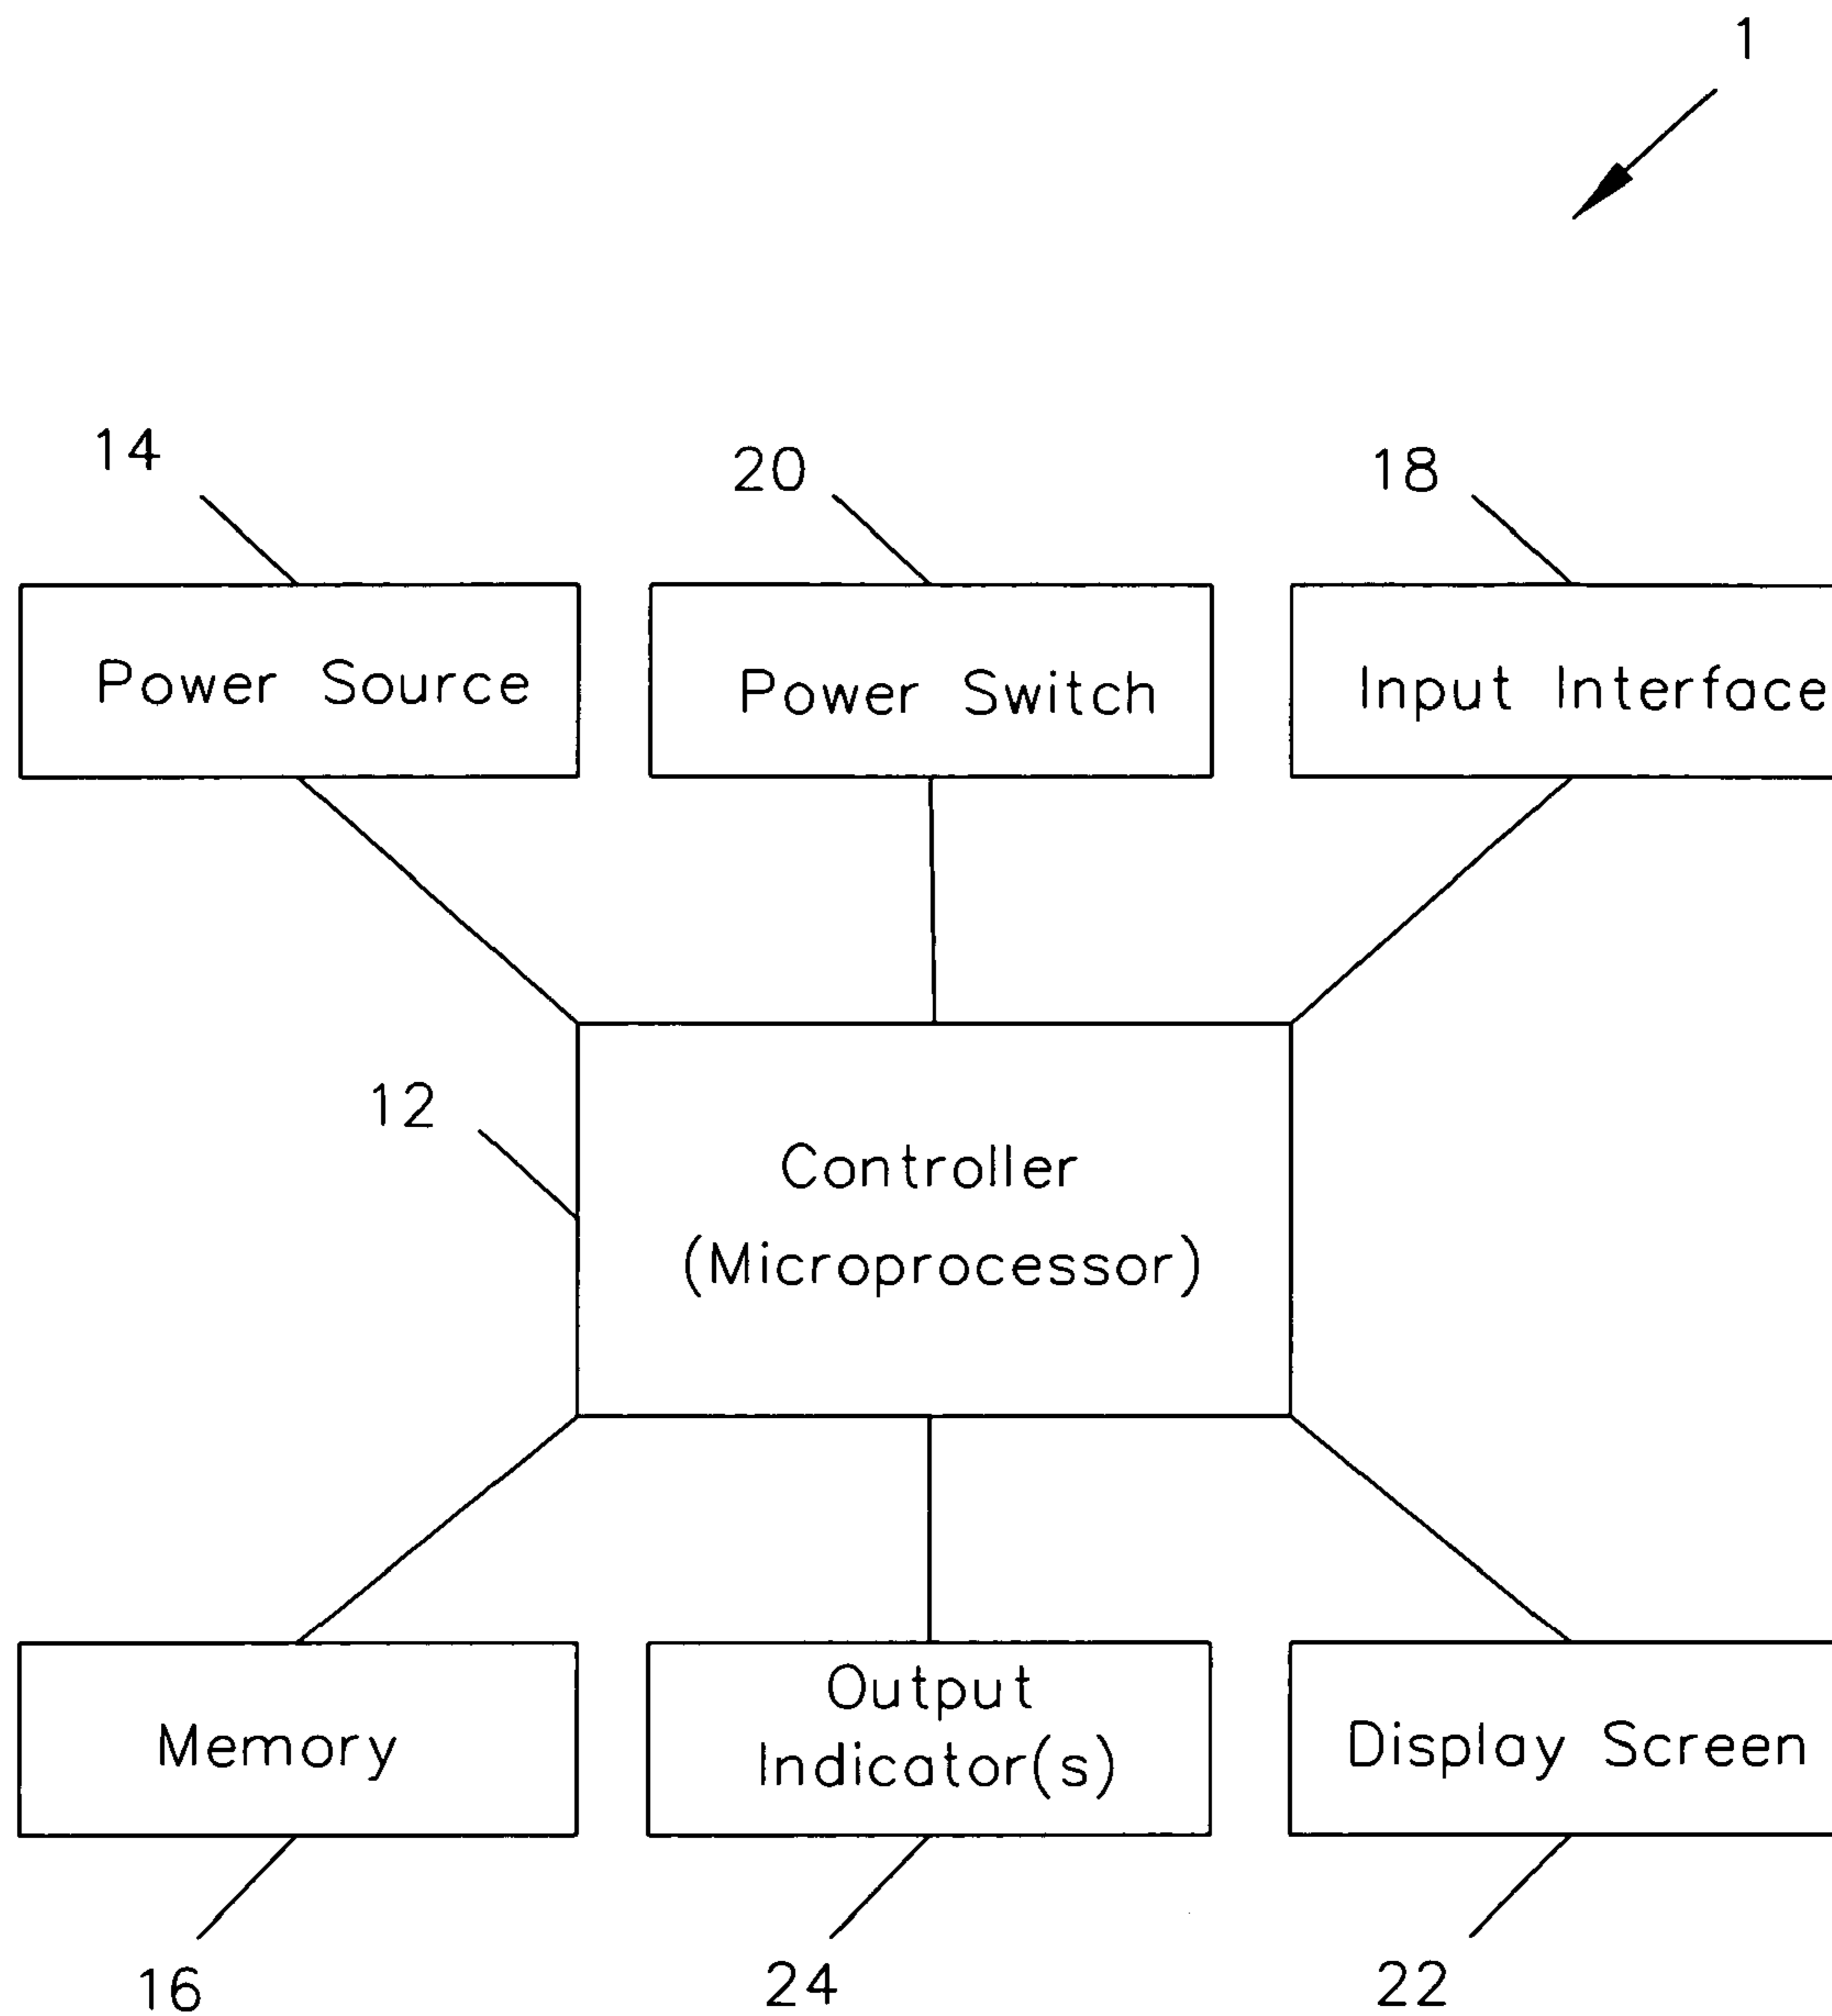 1
14
20
18
Power Source
Power Switch
Input Interface
12
Controller
(Microprocessor)
Memory
Output
Indicator(s)
Display Screen
16
24
22